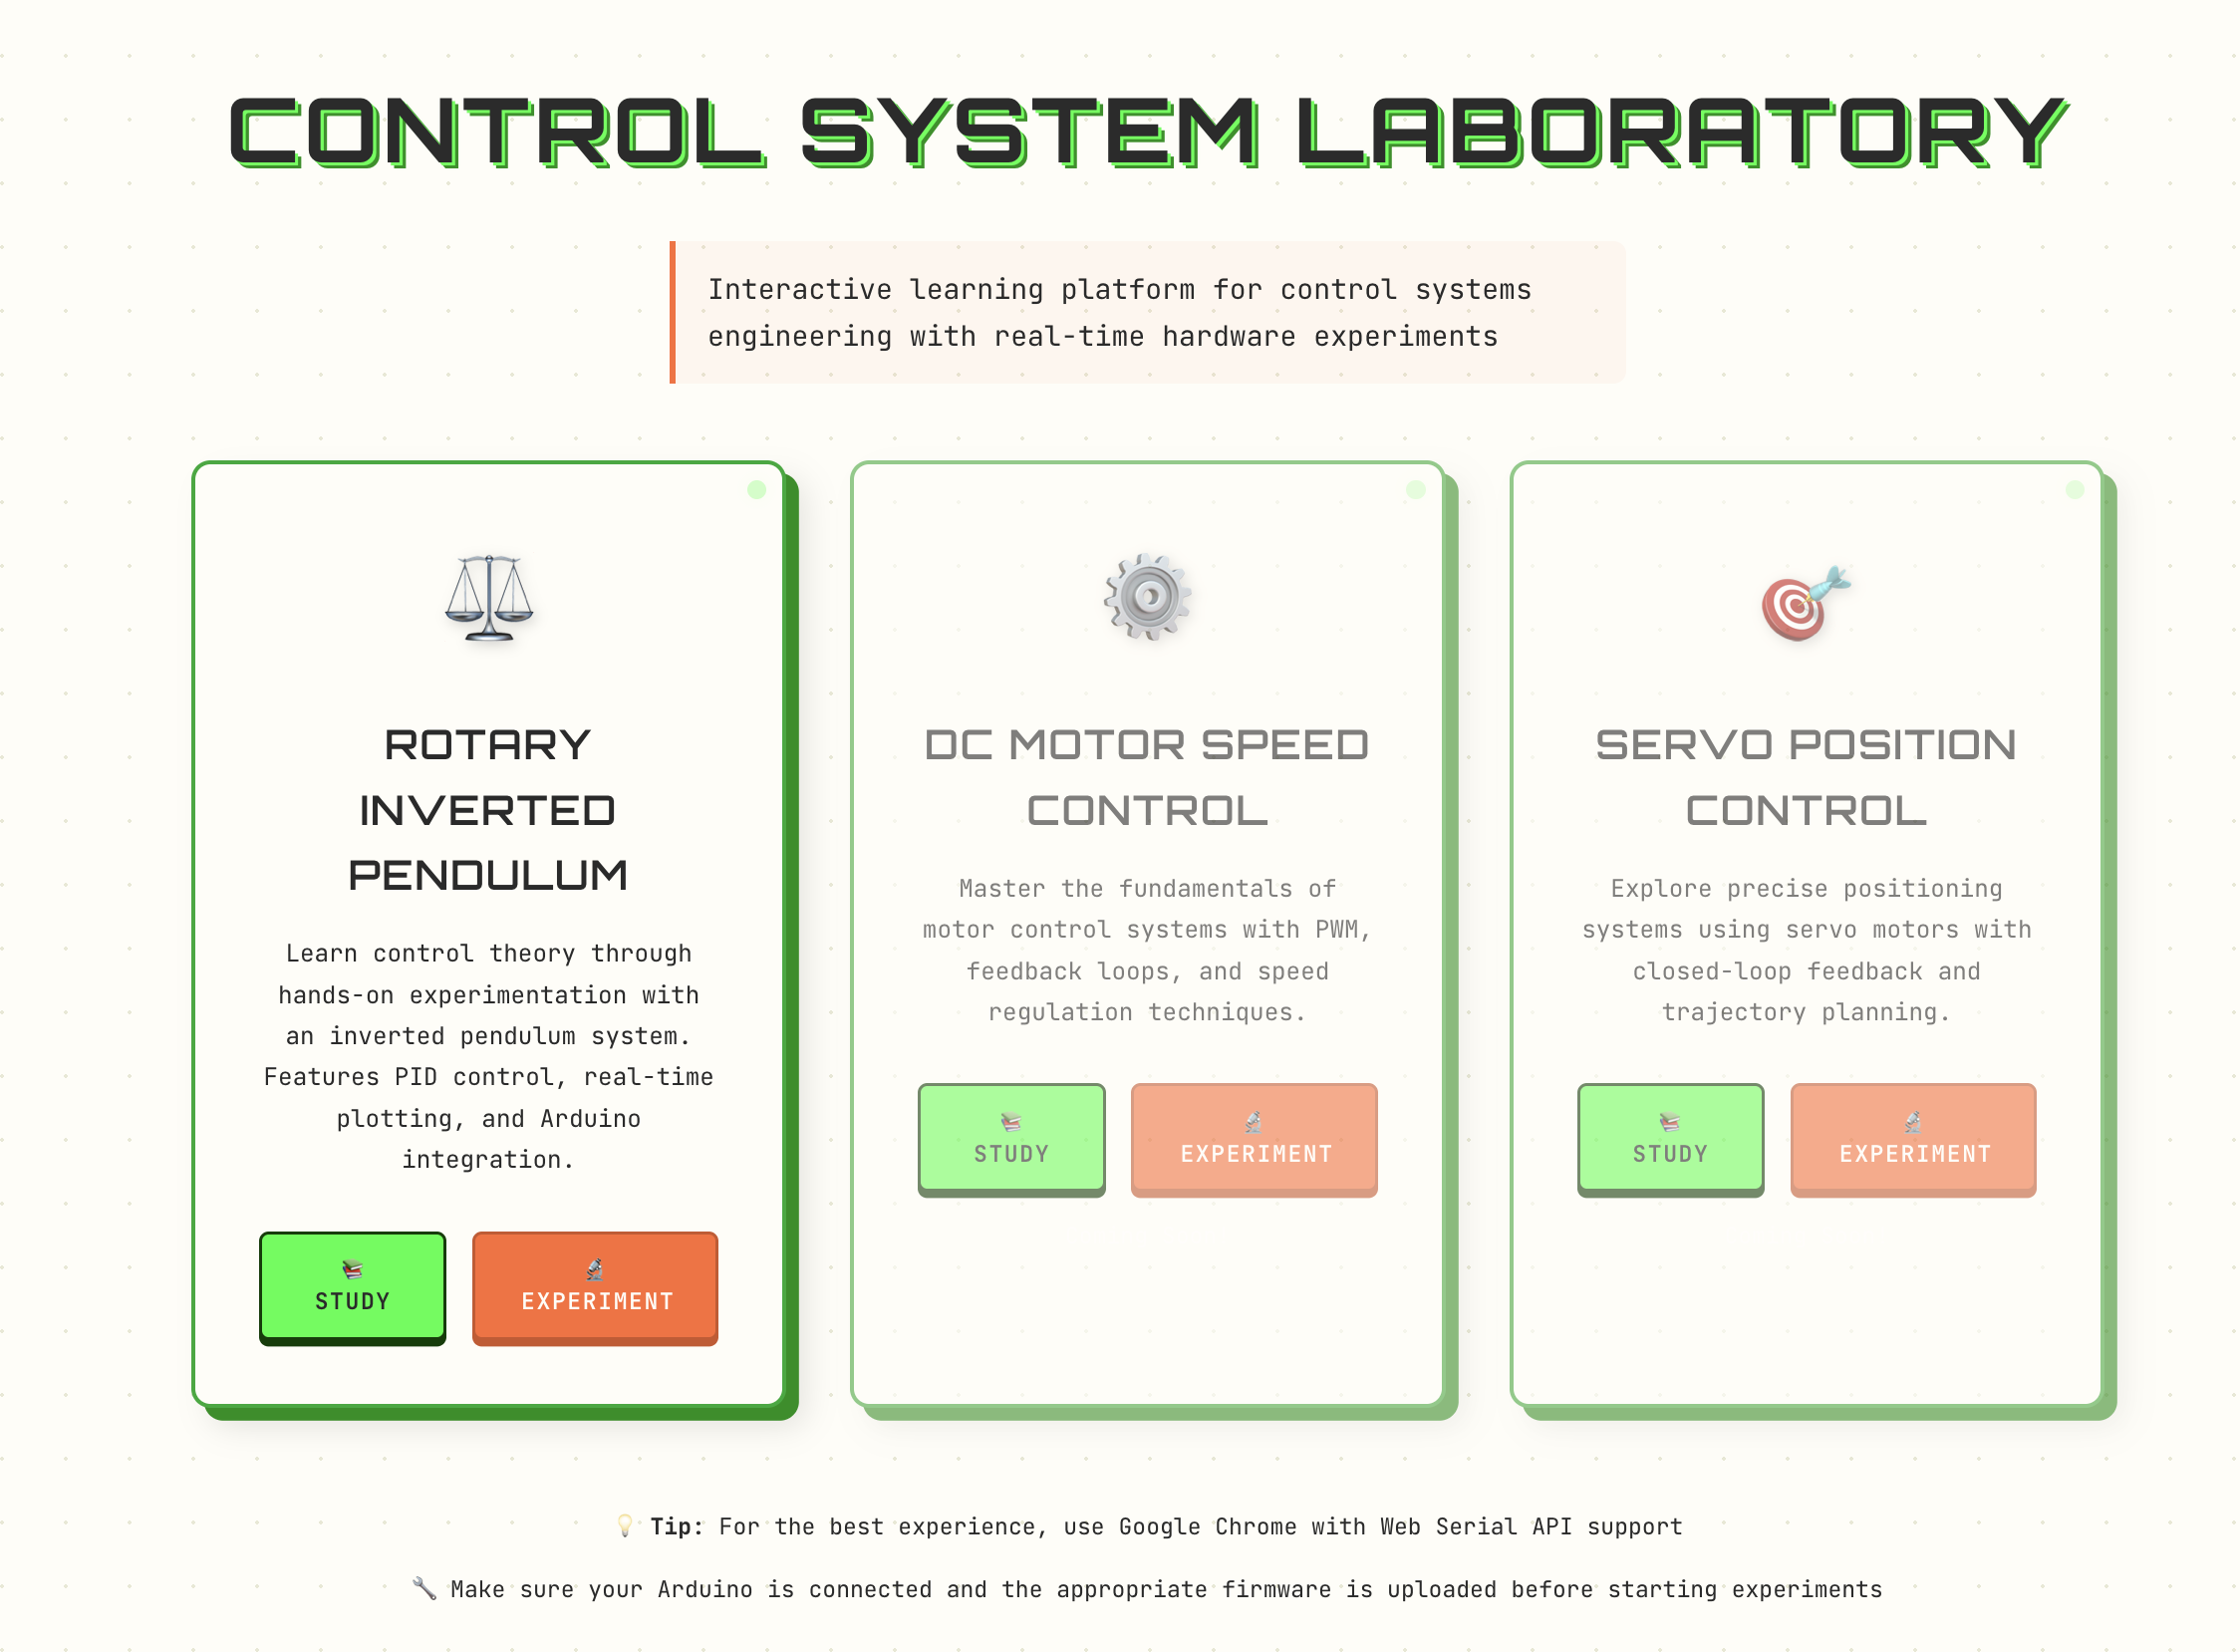 CONTROL SYSTEM LABORATORY
Interactive learning platform for control systems
engineering with real-time hardware experiments
ROTARY
INVERTED
PENDULUM
Learn control theory through
hands-on experimentation with
an inverted pendulum system.
Features PID control, real-time
plotting, and Arduino
integration.
STUDY
EXPERIMENT
DC MOTOR SPEED
CONTROL
Master the fundamentals of
motor control systems with PWM,
feedback loops, and speed
regulation techniques.
STUDY
EXPERIMENT
SERVO POSITION
CONTROL
Explore precise positioning
systems using servo motors with
closed-loop feedback and
trajectory planning.
STUDY
EXPERIMENT
Tip: For the best experience, use Google Chrome with Web Serial API support
Make sure your Arduino is connected and the appropriate firmware is uploaded before starting experiments